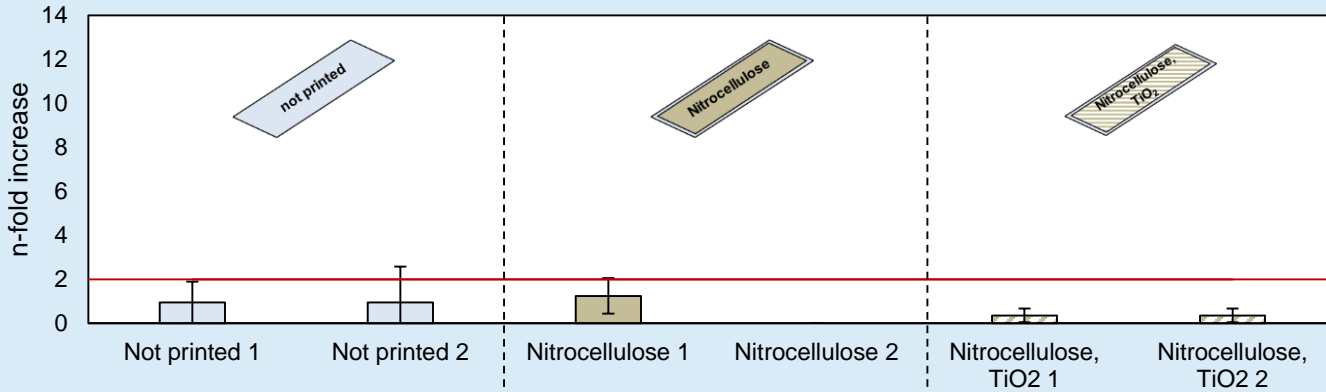 14
12
10
8
6
4
2
0
n-fold increase
not printed
Nitrocellulose
Nitrocellulose,
TiO₂
Not printed 1
Not printed 2
Nitrocellulose 1
Nitrocellulose 2
Nitrocellulose,
TiO2 1
Nitrocellulose,
TiO2 2